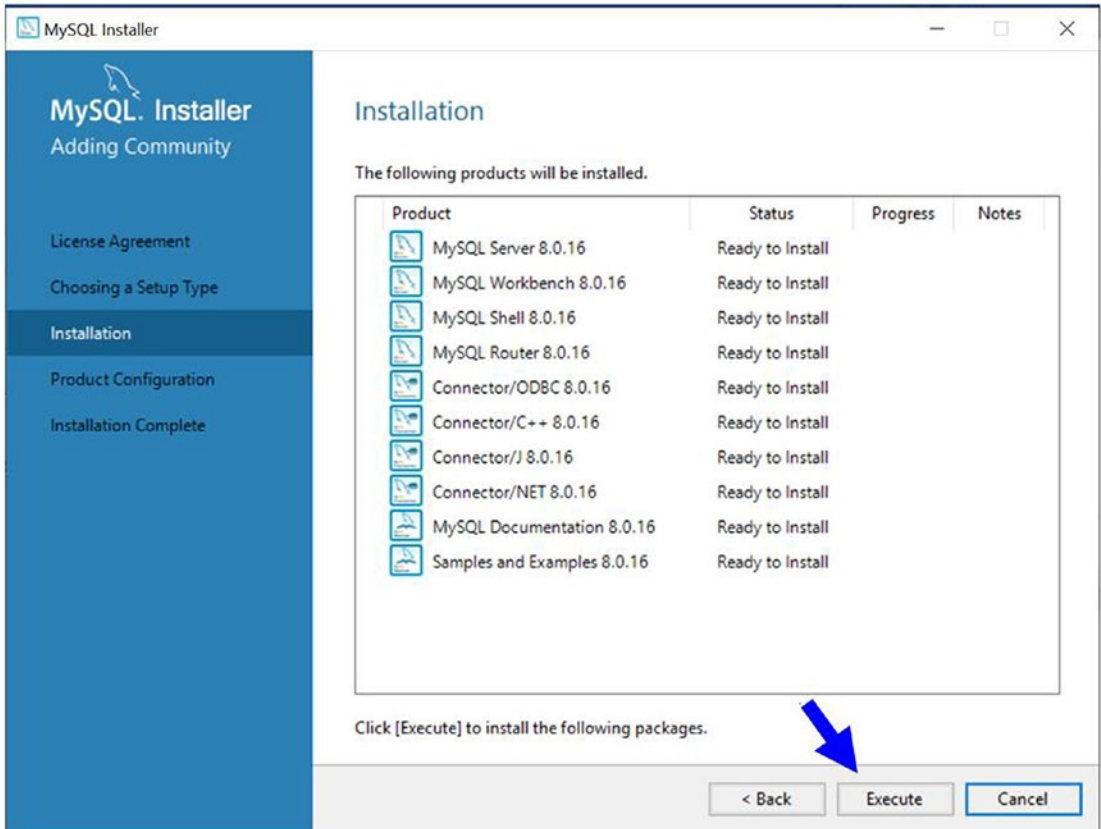 MySQL Installer
MySQL. Installer
Adding Community
License Agreement
Choosing a Setup Type
Installation
Product Configuration
Installation Complete
Installation
The following products will be installed.
Product Status Progress Notes
MySQL Server 8.0.16 Ready to Install
MySQL Workbench 8.0.16 Ready to Install
MySQL Shell 8.0.16 Ready to Install
MySQL Router 8.0.16 Ready to Install
Connector/ODBC 8.0.16 Ready to Install
Connector/C++ 8.0.16 Ready to Install
Connector/J 8.0.16 Ready to Install
Connector/NET 8.0.16 Ready to Install
MySQL Documentation 8.0.16 Ready to Install
Samples and Examples 8.0.16 Ready to Install
Click [Execute] to install the following packages.
< Back Execute Cancel